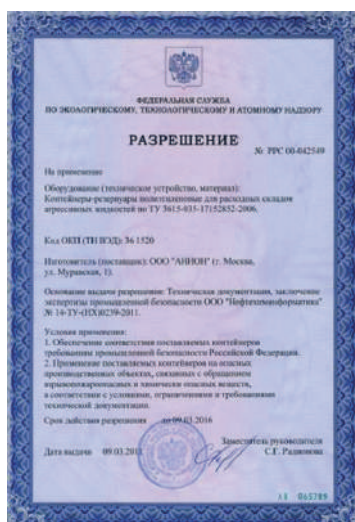 ФЕДЕРАЛЬНАЯ СЛУЖБА
ПО ЭКОЛОГИЧЕСКОМУ, ТЕХНОЛОГИЧЕСКОМУ И АТОМНОМУ НАДЗОРУ
РАЗРЕШЕНИЕ
№ РРС 00-042549
На применение
Оборудование (техническое устройство, материал):
Контейнеры-резервуары полиэтиленовые для расходных складов
агрессивных жидкостей по ТУ 3615-035-17152852-2006.
Код ОКП (ТН ВЭД): 36 1520
Изготовитель (поставщик): ООО "АНИОН" (г. Москва,
ул. Муравская, 1).
Основание выдачи разрешения: Техническая документация, заключение
экспертизы промышленной безопасности ООО "Нефтехиминформатика"
№ 14-ТУ-(НХ)0239-2011.
Условия применения:
1. Обеспечение соответствия поставляемых контейнеров
требованиям промышленной безопасности Российской Федерации.
2. Применение поставляемых контейнеров на опасных
производственных объектах, связанных с обращением
взрывопожароопасных и химически опасных веществ,
в соответствии с условиями, ограничениями и требованиями
технической документации.
Срок действия разрешения до 09.03.2016
Заместитель руководителя
Дата выдачи 09.03.2011 С.Г. Радионова
АВ 065789